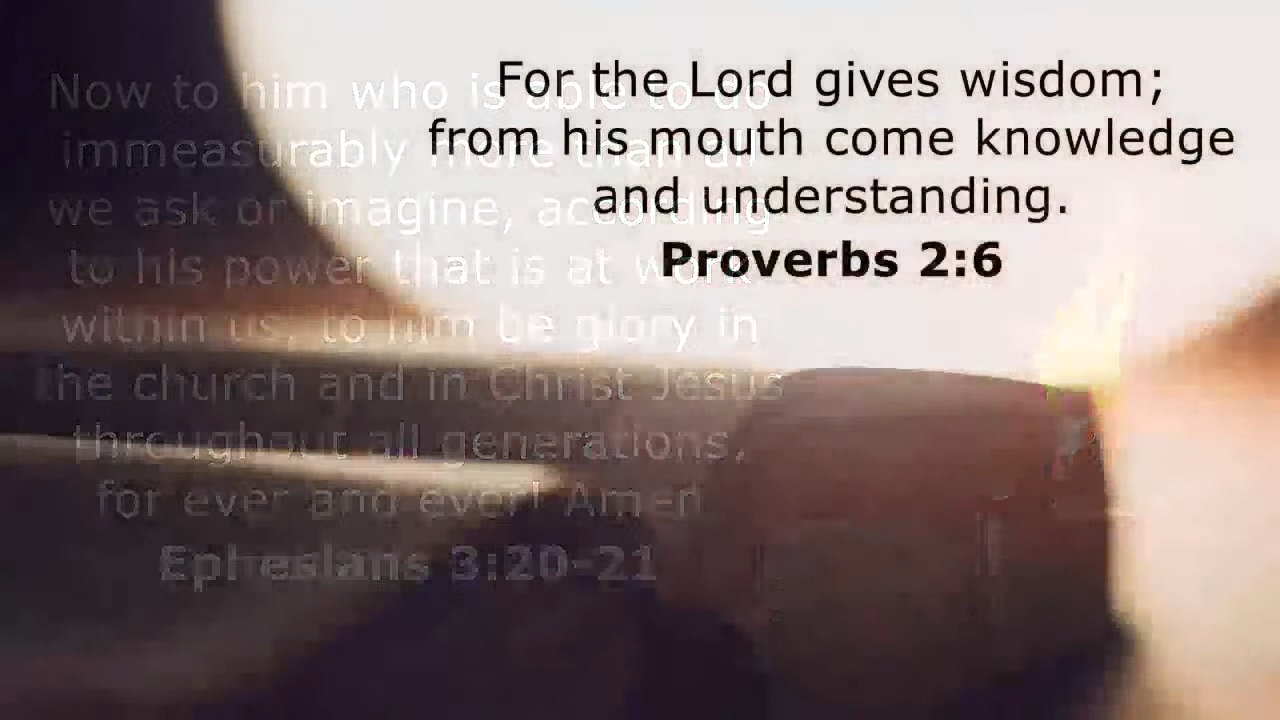 For the Lord gives wisdom;
from his mouth come knowledge
and understanding.
Proverbs 2:6
Now to him who is able to do
immeasurably more than all
we ask or imagine, according
to his power that is at work
within us, to him be glory in
the church and in Christ Jesus
throughout all generations,
for ever and ever! Amen
Ephesians 3:20-21